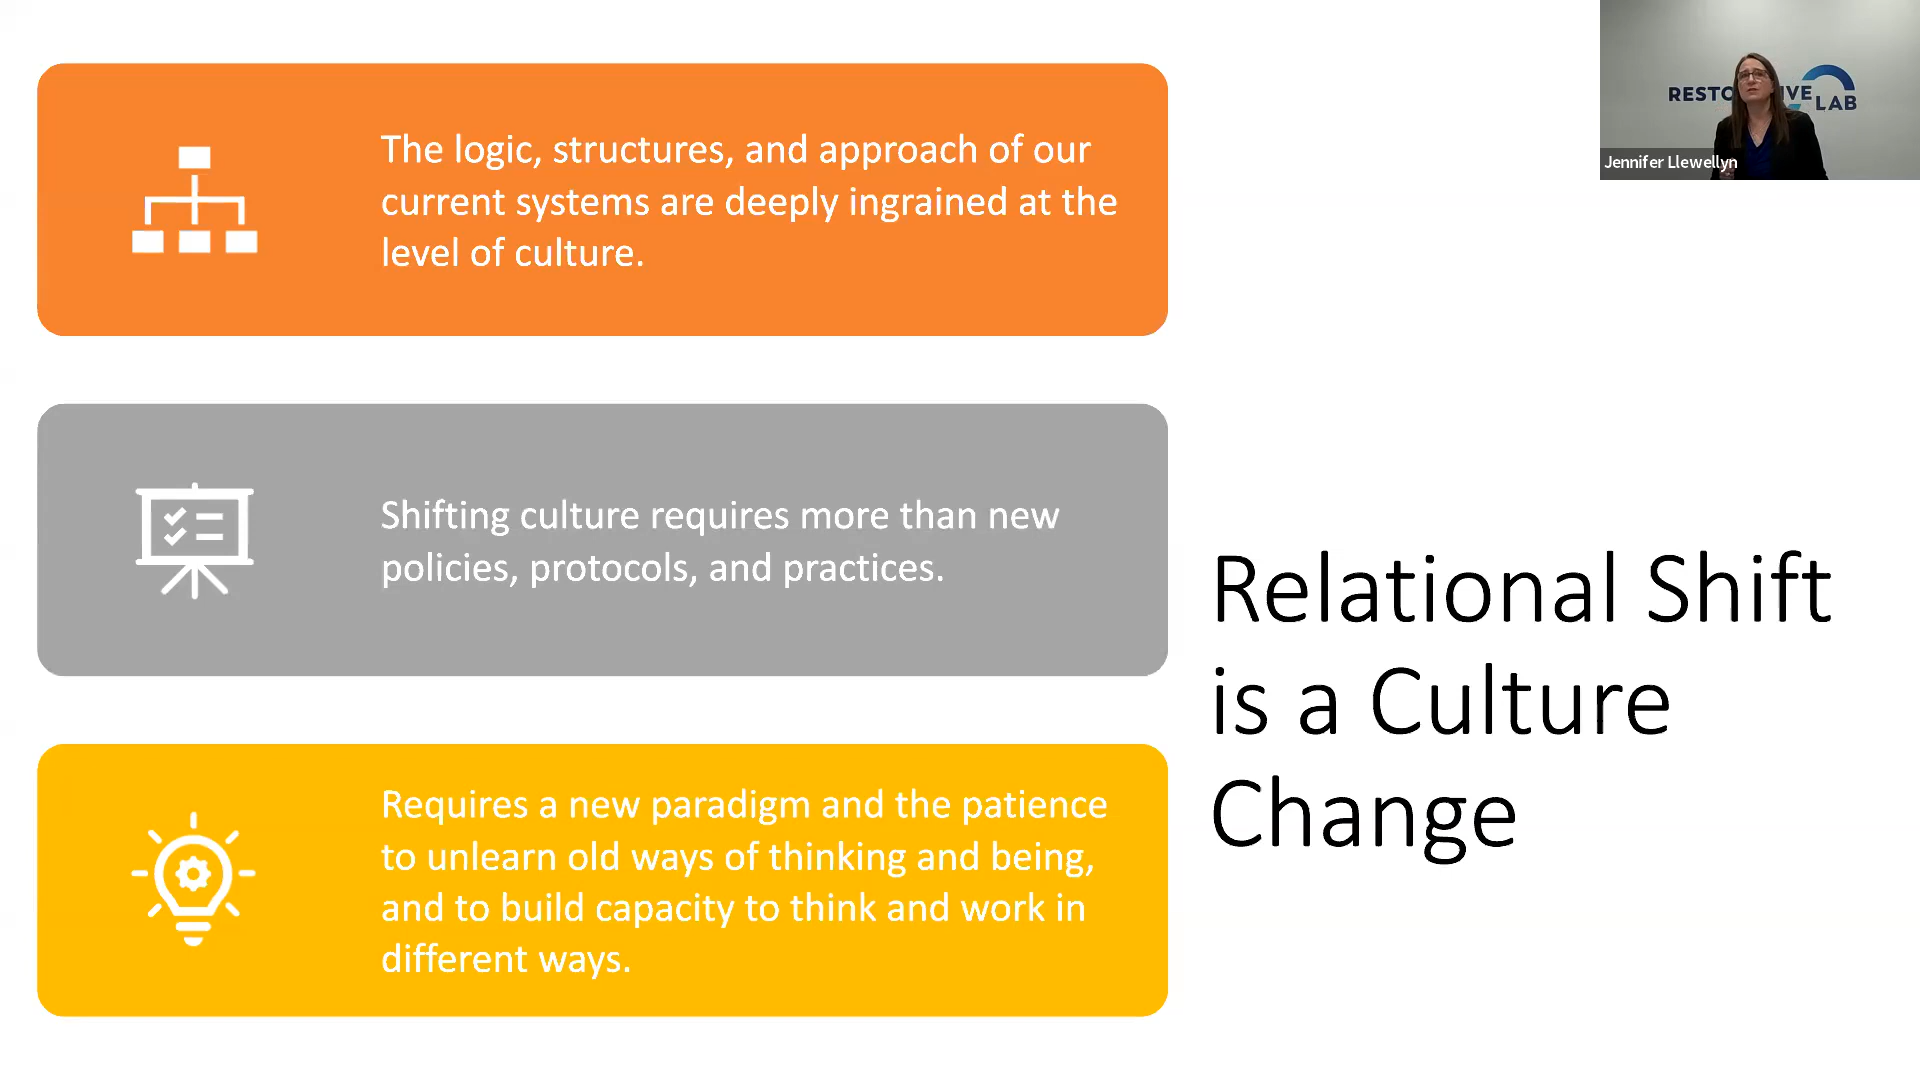 The logic, structures, and approach of our
current systems are deeply ingrained at the
level of culture.
Shifting culture requires more than new
policies, protocols, and practices.
Requires a new paradigm and the patience
to unlearn old ways of thinking and being,
and to build capacity to think and work in
different ways.
Relational Shift
is a Culture
Change
LAB
Jennifer Llewellyn